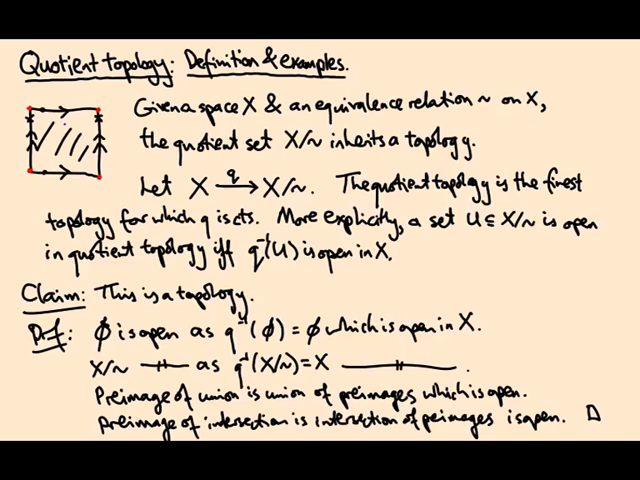 Quotient topology: Definition & examples.
Given a space X & an equivalence relation ~ on X,
the quotient set X/~ inherits a topology.
Let X —q→ X/~. The quotient topology is the finest
topology for which q is cts. More explicitly, a set U ⊆ X/~ is open
in quotient topology iff q⁻¹(U) is open in X.
Claim: This is a topology.
Pf: ∅ is open as q⁻¹(∅) = ∅ which is open in X.
X/~ —〃— as q⁻¹(X/~) = X —〃— .
Preimage of union is union of preimages which is open.
Preimage of intersection is intersection of peimages is open. □